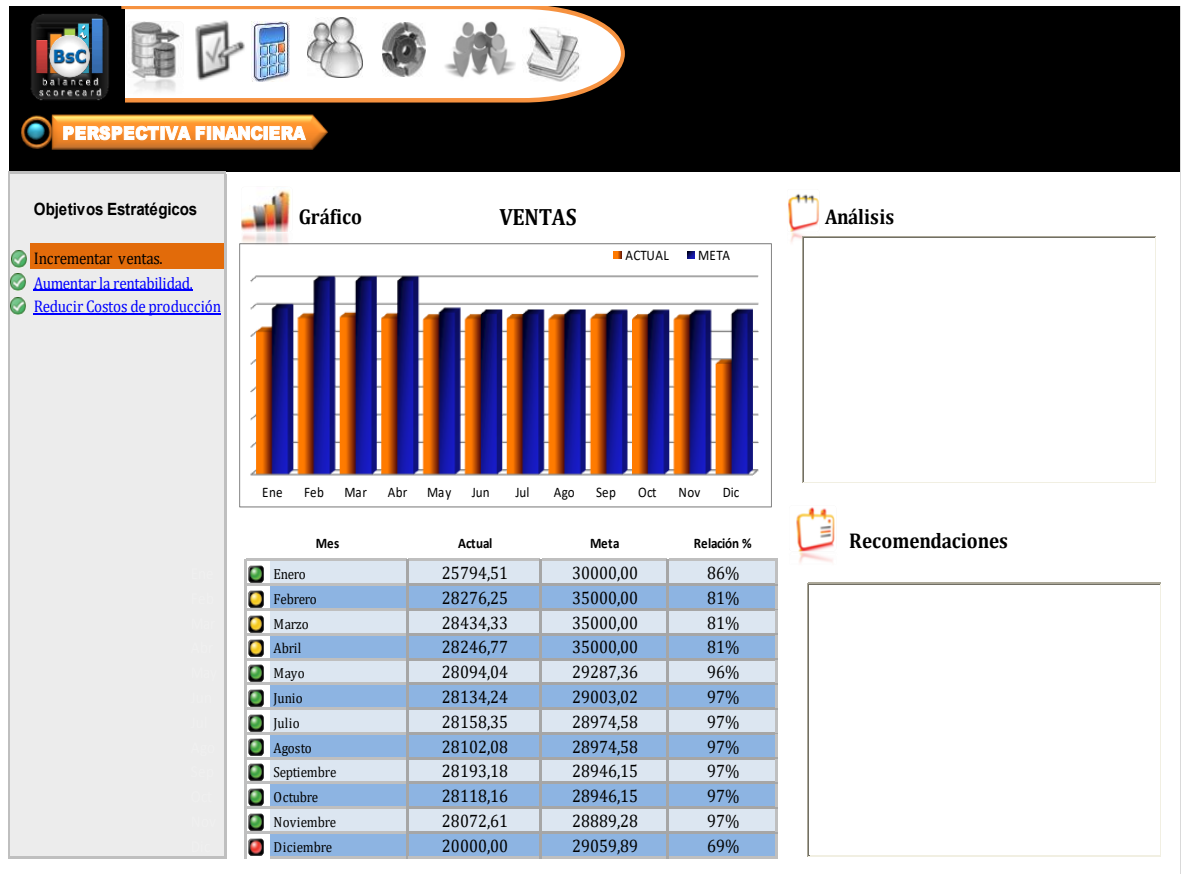 BsC
balanced
scorecard
PERSPECTIVA FINANCIERA
Objetivos Estratégicos
Incrementar ventas.
Aumentar la rentabilidad.
Reducir Costos de producción
Gráfico
VENTAS
ACTUAL META
Ene Feb Mar Abr May Jun Jul Ago Sep Oct Nov Dic
Mes Actual Meta Relación %
Enero 25794,51 30000,00 86%
Febrero 28276,25 35000,00 81%
Marzo 28434,33 35000,00 81%
Abril 28246,77 35000,00 81%
Mayo 28094,04 29287,36 96%
Junio 28134,24 29003,02 97%
Julio 28158,35 28974,58 97%
Agosto 28102,08 28974,58 97%
Septiembre 28193,18 28946,15 97%
Octubre 28118,16 28946,15 97%
Noviembre 28072,61 28889,28 97%
Diciembre 20000,00 29059,89 69%
Análisis
Recomendaciones